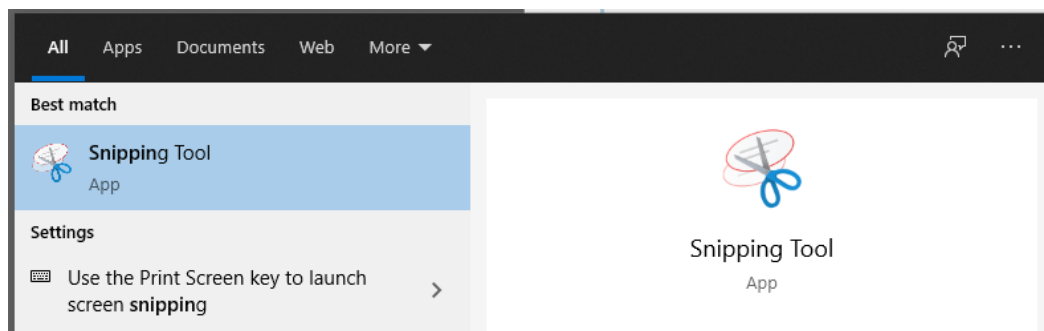 All Apps Documents Web More
Best match
Snipping Tool
App
Settings
Use the Print Screen key to launch
screen snipping
Snipping Tool
App